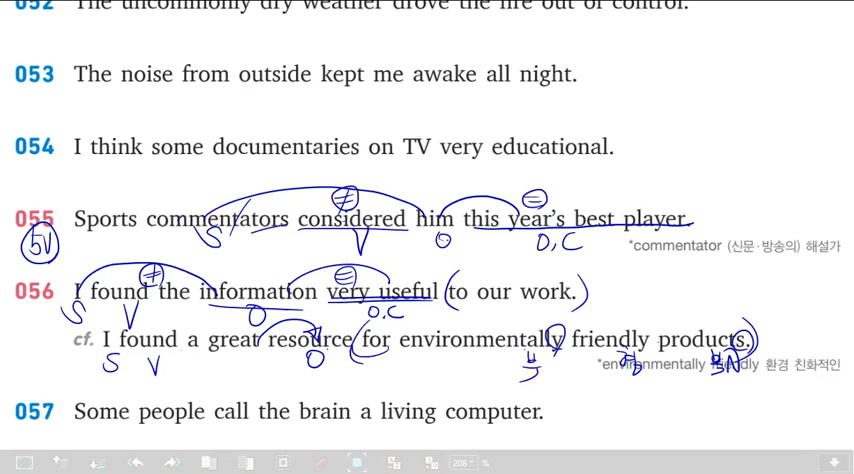 052 The uncommonly dry weather drove the fire out of control.
053 The noise from outside kept me awake all night.
054 I think some documentaries on TV very educational.
≠ =
055 Sports commentators considered him this year's best player.
5V S V O O.C
*commentator (신문·방송의) 해설가
≠ =
056 I found the information very useful (to our work.)
S V O O.C
cf. I found a great resource (for environmentally friendly products.)
S V O 부 형
*environmentally friendly 환경 친화적인
057 Some people call the brain a living computer.
208 %